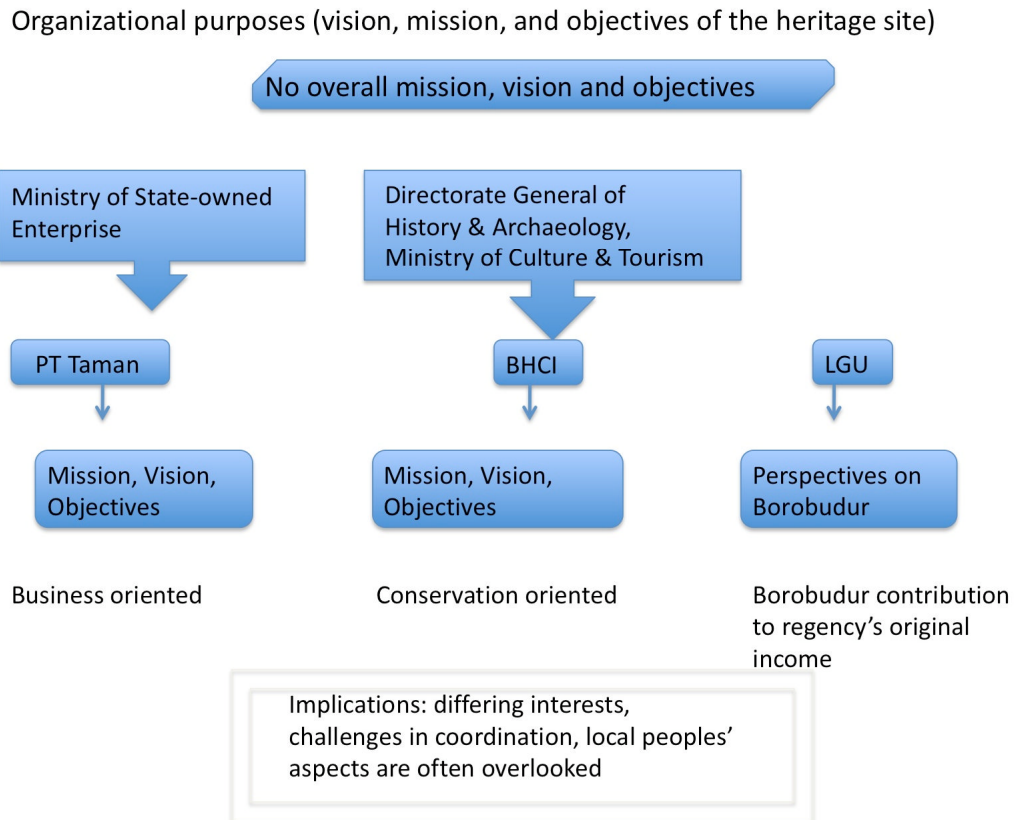 Organizational purposes (vision, mission, and objectives of the heritage site)
No overall mission, vision and objectives
Ministry of State-owned
Enterprise
Directorate General of
History & Archaeology,
Ministry of Culture & Tourism
PT Taman
BHCI
LGU
Mission, Vision,
Objectives
Mission, Vision,
Objectives
Perspectives on
Borobudur
Business oriented
Conservation oriented
Borobudur contribution
to regency’s original
income
Implications: differing interests,
challenges in coordination, local peoples’
aspects are often overlooked